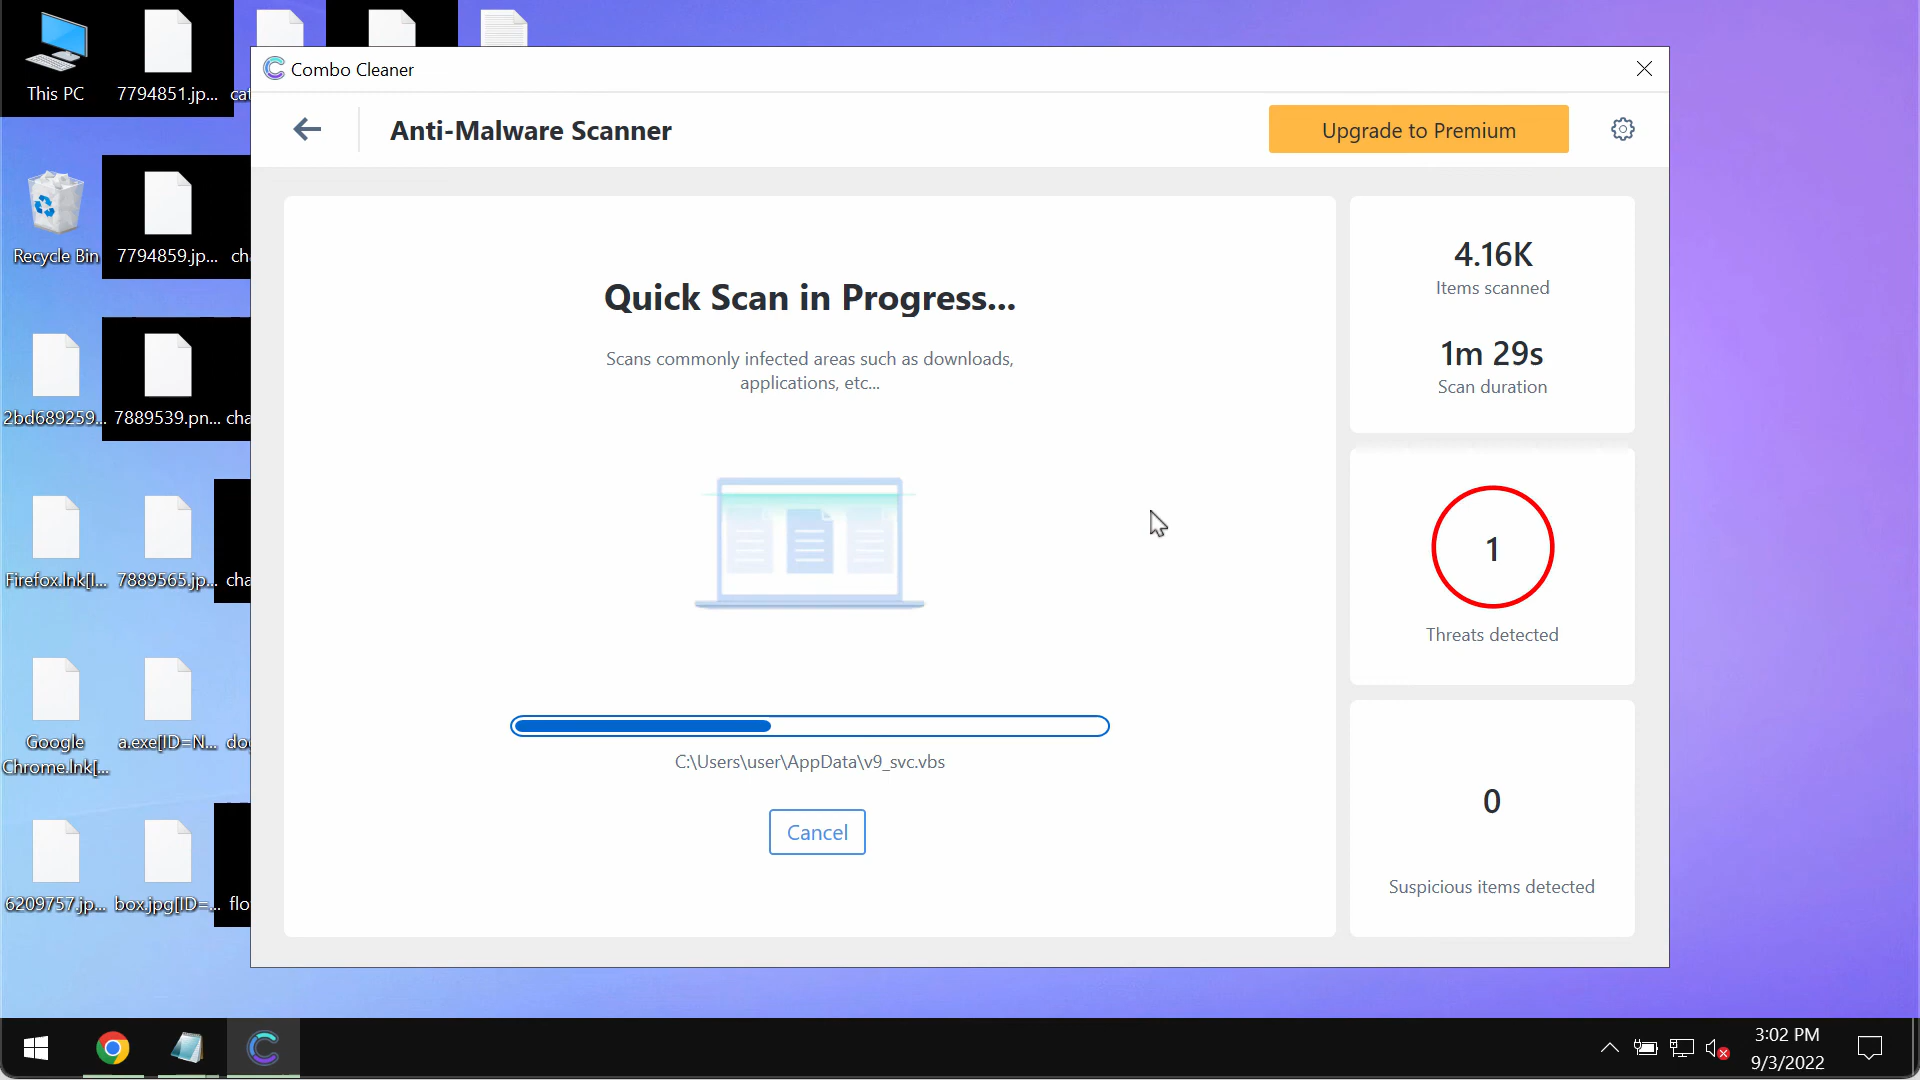 This PC
7794851.jp...
Recycle Bin
7794859.jp...
2bd689259...
7889539.pn...
cha
Firefox.lnk[I...
7889565.jp...
cha
Google
Chrome.lnk[...
a.exe[ID=N...
6209757.jp...
box.jpg[ID=...
flo
Combo Cleaner
Anti-Malware Scanner
Upgrade to Premium
Quick Scan in Progress...
Scans commonly infected areas such as downloads,
applications, etc...
C:\Users\user\AppData\v9_svc.vbs
Cancel
4.16K
Items scanned
1m 29s
Scan duration
1
Threats detected
0
Suspicious items detected
3:02 PM
9/3/2022